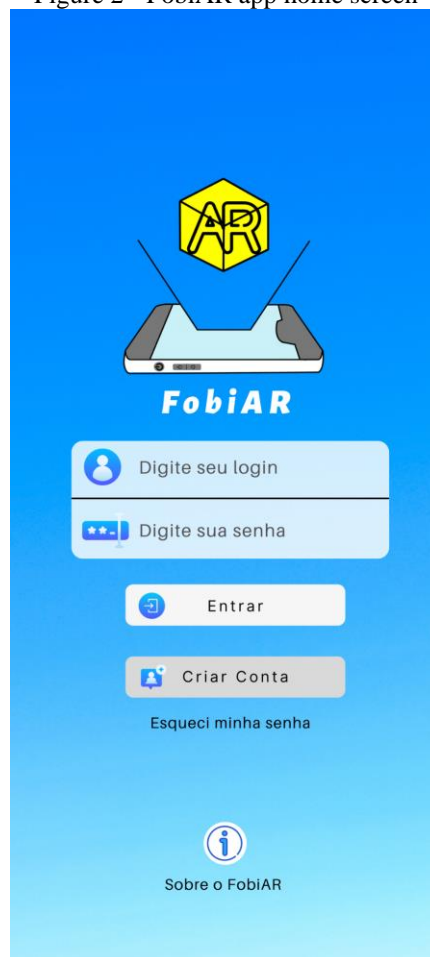 Figure 2 - FobiAR app home screen
AR
FobiAR
Digite seu login
Digite sua senha
Entrar
Criar Conta
Esqueci minha senha
Sobre o FobiAR